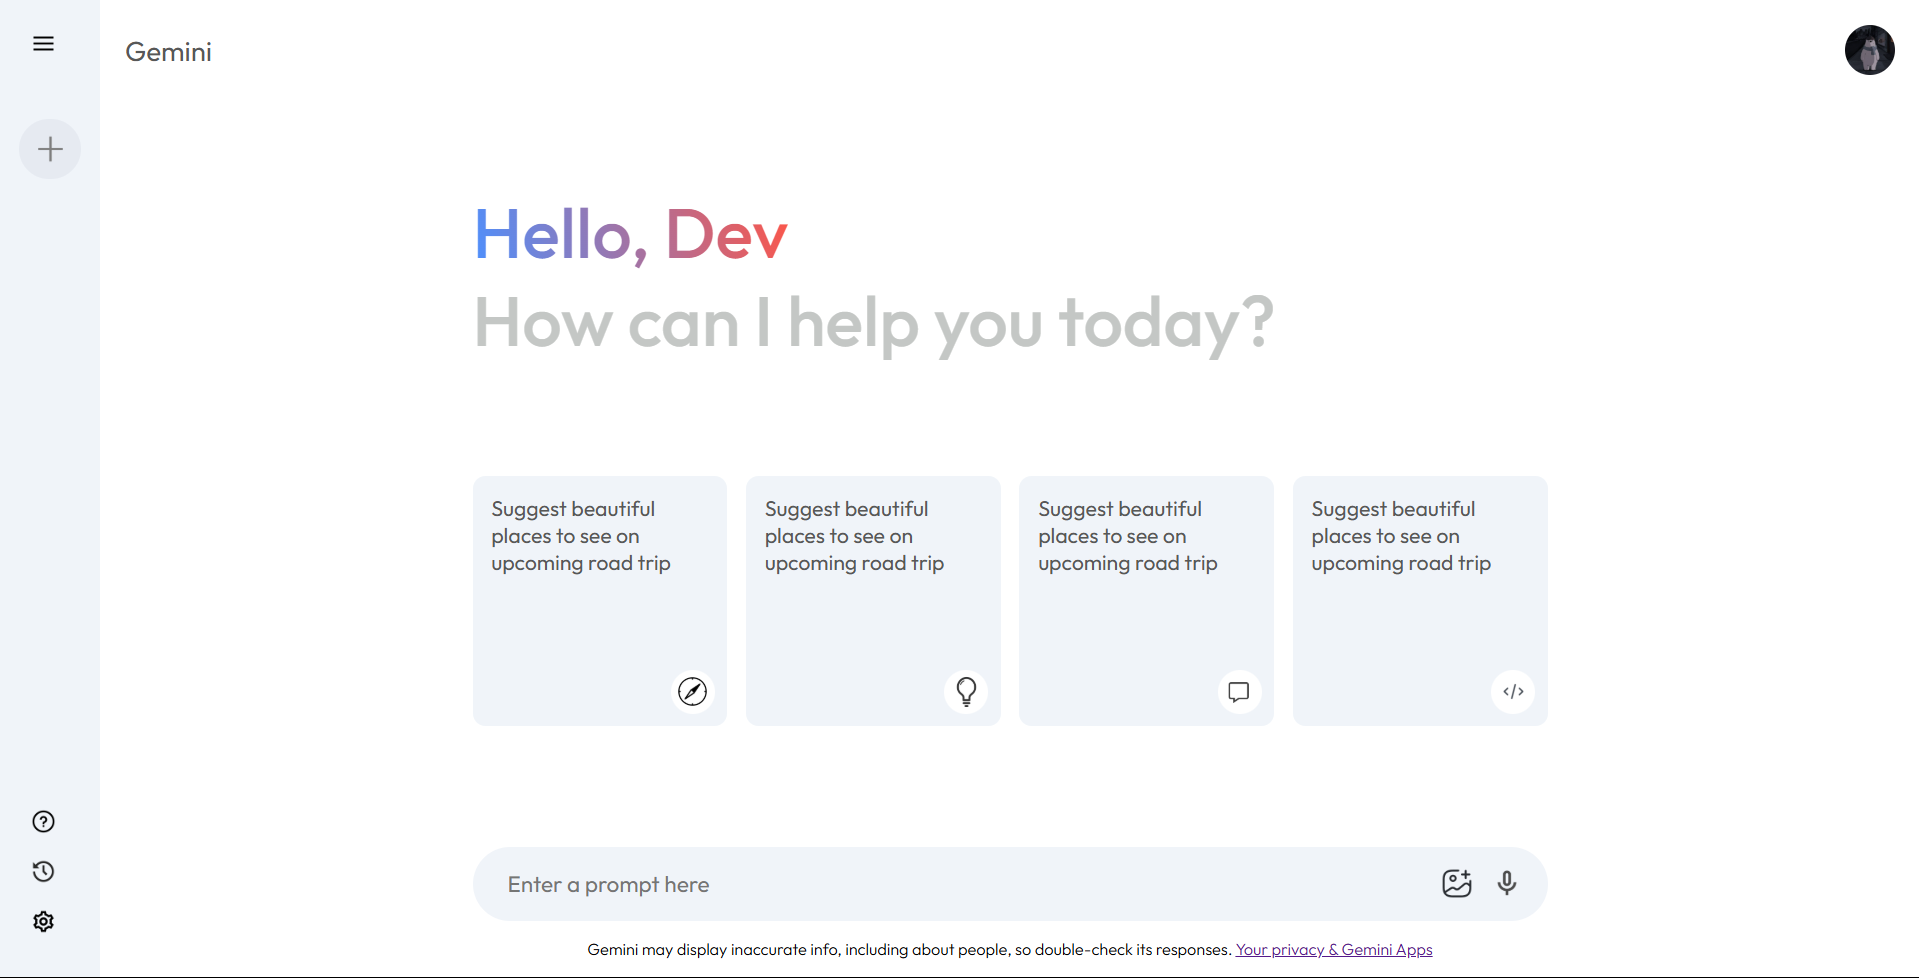 Gemini
Hello, Dev
How can I help you today?
Suggest beautiful
places to see on
upcoming road trip
Suggest beautiful
places to see on
upcoming road trip
Suggest beautiful
places to see on
upcoming road trip
Suggest beautiful
places to see on
upcoming road trip
Enter a prompt here
Gemini may display inaccurate info, including about people, so double-check its responses. Your privacy & Gemini Apps